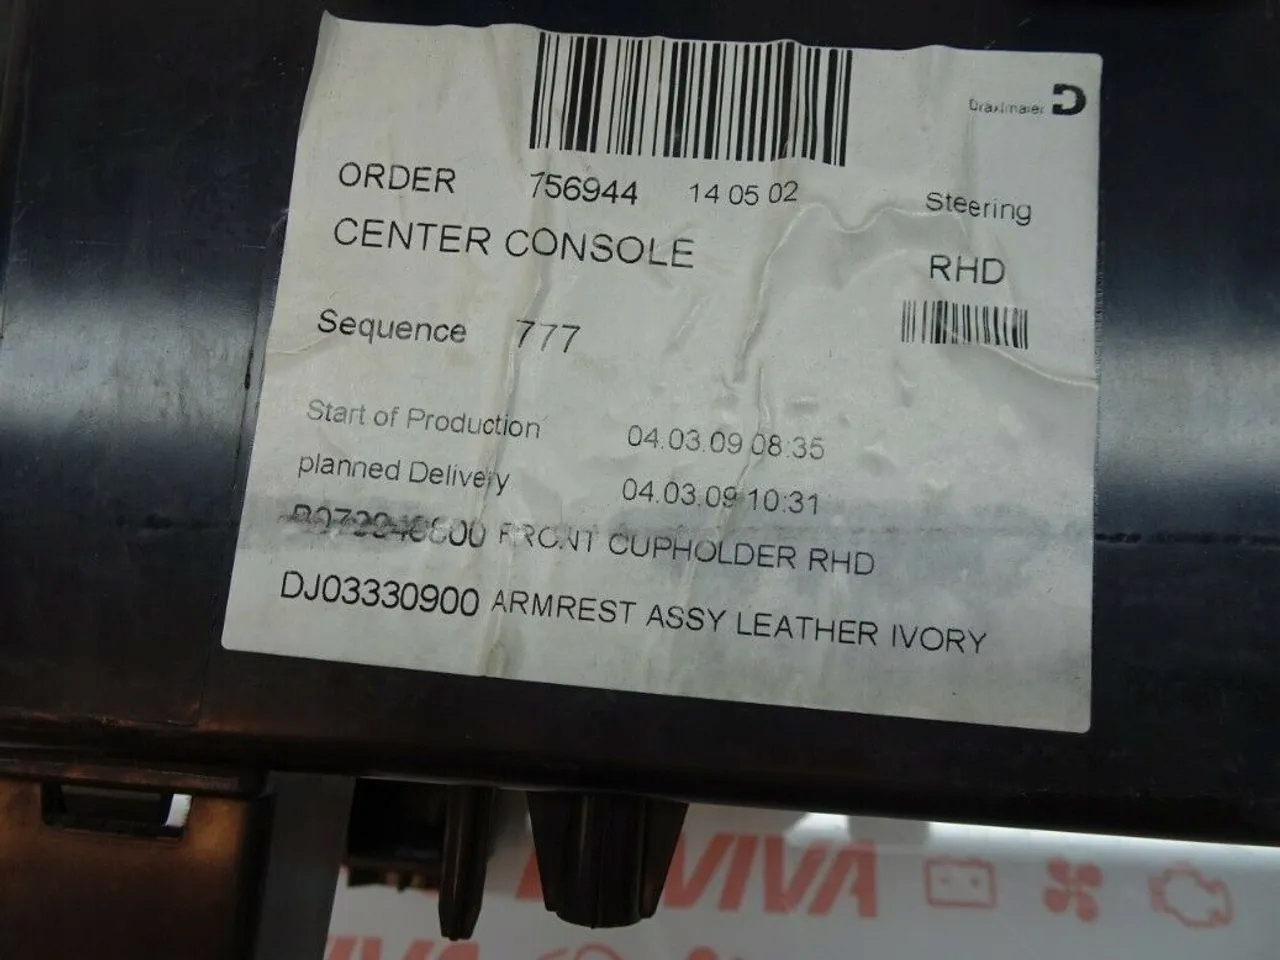 Draxlmaier
ORDER 756944 14 05 02
Steering
CENTER CONSOLE
RHD
Sequence 777
Start of Production 04.03.09 08:35
planned Delivery 04.03.09 10:31
FRONT CUPHOLDER RHD
DJ03330900 ARMREST ASSY LEATHER IVORY
VIVA